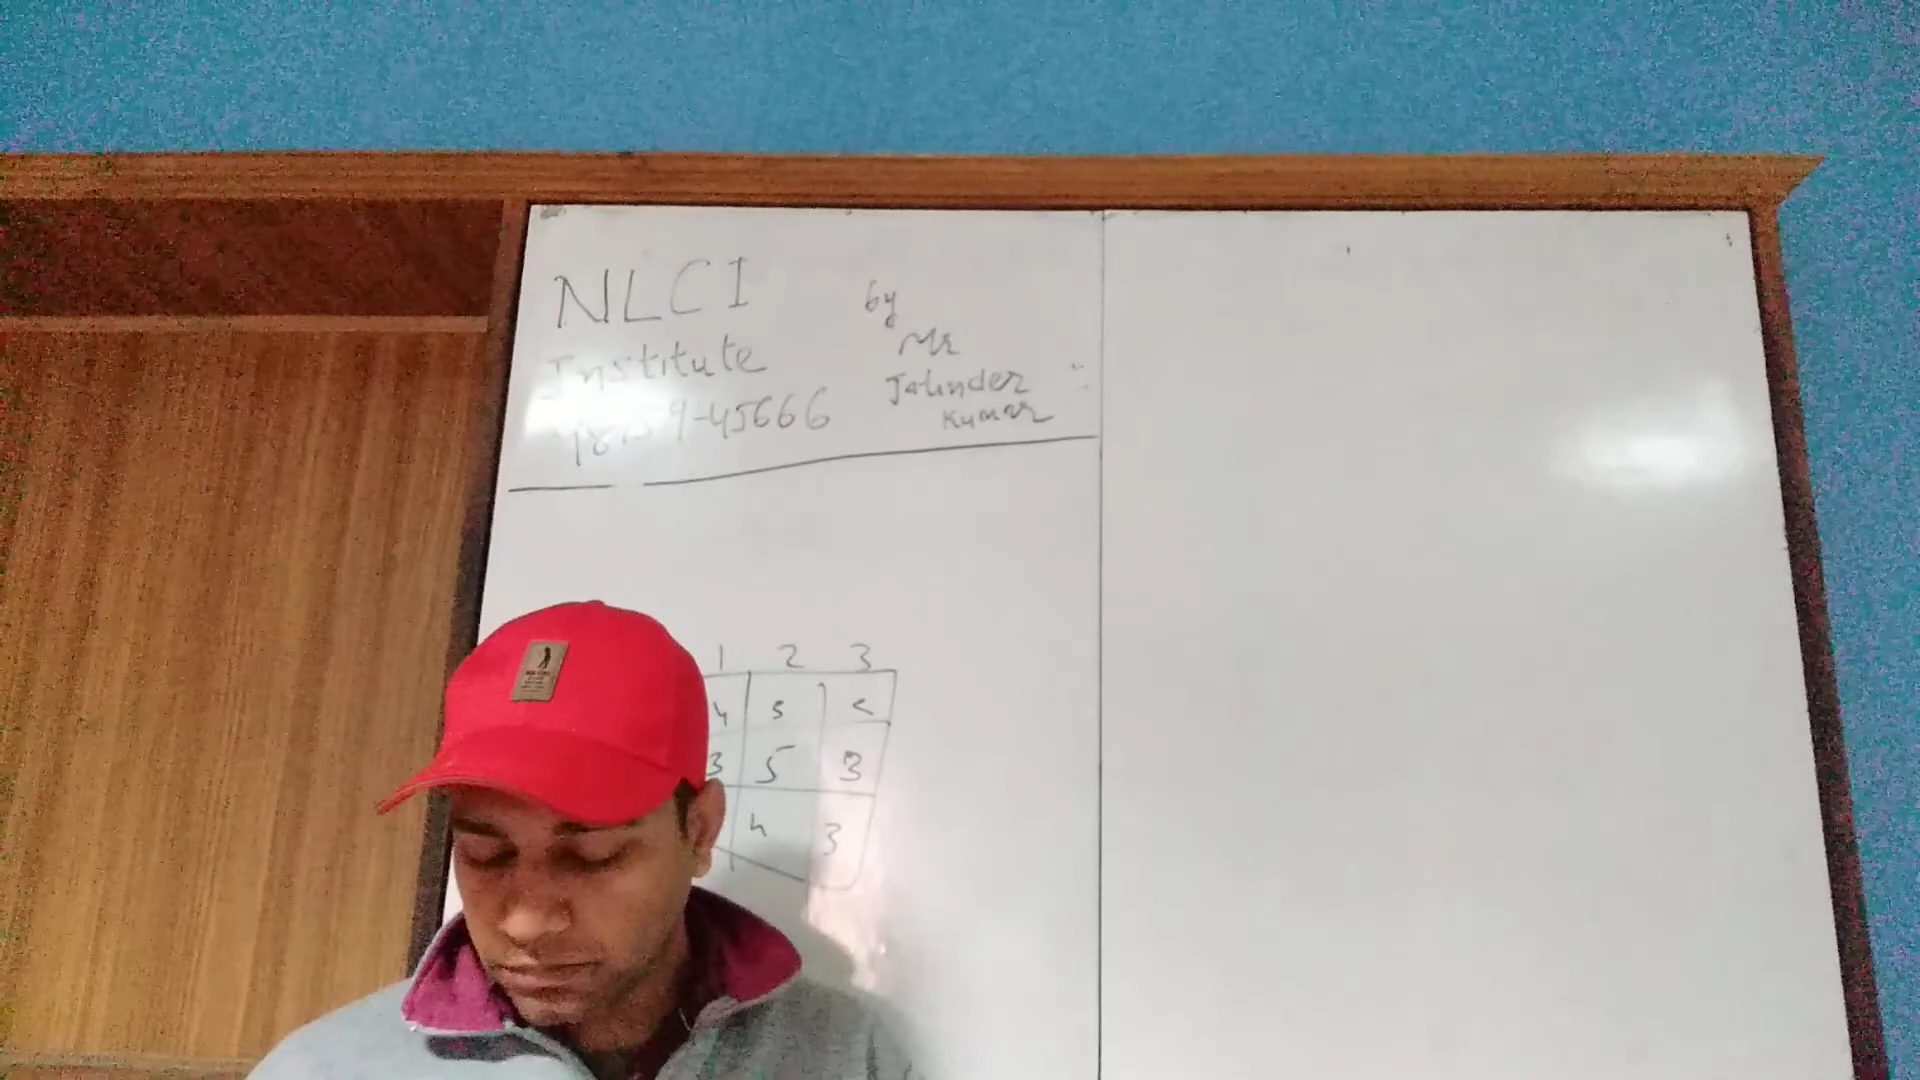 NLCI
Institute
by
Mr
Jatinder
Kumar
1 2 3
4 5
3 5 3
4 3